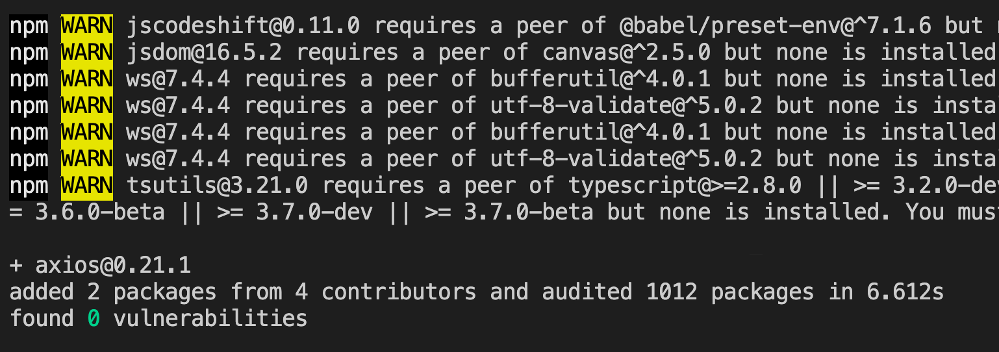 npm WARN jscodeshift@0.11.0 requires a peer of @babel/preset-env@^7.1.6 but
npm WARN jsdom@16.5.2 requires a peer of canvas@^2.5.0 but none is installed
npm WARN ws@7.4.4 requires a peer of bufferutil@^4.0.1 but none is installed
npm WARN ws@7.4.4 requires a peer of utf-8-validate@^5.0.2 but none is insta
npm WARN ws@7.4.4 requires a peer of bufferutil@^4.0.1 but none is installed
npm WARN ws@7.4.4 requires a peer of utf-8-validate@^5.0.2 but none is insta
npm WARN tsutils@3.21.0 requires a peer of typescript@>=2.8.0 || >= 3.2.0-dev
= 3.6.0-beta || >= 3.7.0-dev || >= 3.7.0-beta but none is installed. You must
+ axios@0.21.1
added 2 packages from 4 contributors and audited 1012 packages in 6.612s
found 0 vulnerabilities